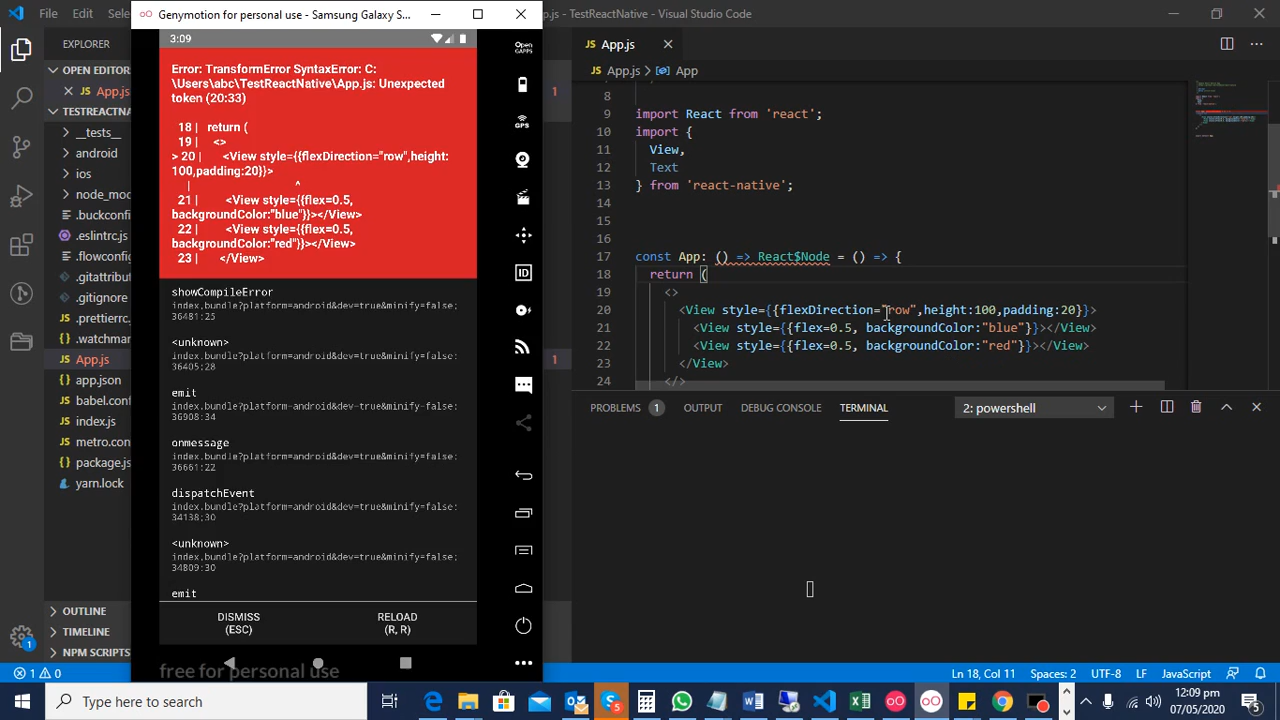 Genymotion for personal use - Samsung Galaxy S...
TestReactNative - Visual Studio Code
3:09
Error: TransformError SyntaxError: C:
\Users\abc\TestReactNative\App.js: Unexpected
token (20:33)
18 | return (
19 | <>
> 20 | <View style={{flexDirection="row",height:
100,padding:20}}>
| ^
21 | <View style={{flex=0.5,
backgroundColor:"blue"}}></View>
22 | <View style={{flex=0.5,
backgroundColor:"red"}}></View>
23 | </View>
showCompileError
index.bundle?platform=android&dev=true&minify=false:
36481:25
<unknown>
index.bundle?platform=android&dev=true&minify=false:
36405:28
emit
index.bundle?platform=android&dev=true&minify=false:
36908:34
onmessage
index.bundle?platform=android&dev=true&minify=false:
36661:22
dispatchEvent
index.bundle?platform=android&dev=true&minify=false:
34138:30
<unknown>
index.bundle?platform=android&dev=true&minify=false:
34809:30
emit
DISMISS
(ESC)
RELOAD
(R, R)
free for personal use
Open
GAPPS
GPS
ID
File
Edit
EXPLORER
OPEN EDITORS
App.js
1
TESTREACTNA
__tests__
android
ios
node_mod
.buckconfi
.eslintrc.js
.flowconfig
.gitattribut
.gitignore
App.js
1
app.json
babel.conf
index.js
metro.con
package.js
yarn.lock
OUTLINE
TIMELINE
NPM SCRIPTS
1
App.js
App.js > App
8
9 import React from 'react';
10 import {
11 View,
12 Text
13 } from 'react-native';
14
15
16
17 const App: () => React$Node = () => {
18 return (
19 <>
20 <View style={{flexDirection="row",height:100,padding:20}}>
21 <View style={{flex=0.5, backgroundColor:"blue"}}></View>
22 <View style={{flex=0.5, backgroundColor:"red"}}></View>
23 </View>
24 </>
PROBLEMS 1 OUTPUT DEBUG CONSOLE TERMINAL 2: powershell
1 0
Ln 18, Col 11 Spaces: 2 UTF-8 LF JavaScript React
Type here to search
5
12:09 pm
07/05/2020